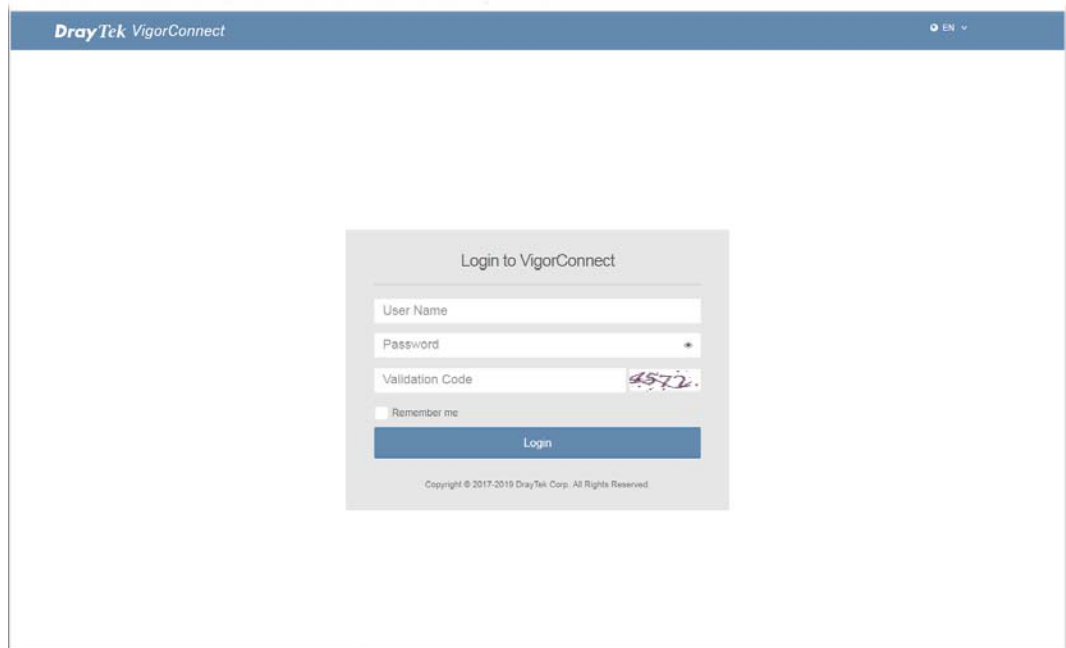 DrayTek VigorConnect
EN
Login to VigorConnect
User Name
Password
Validation Code
Remember me
Login
Copyright © 2017-2019 DrayTek Corp. All Rights Reserved.